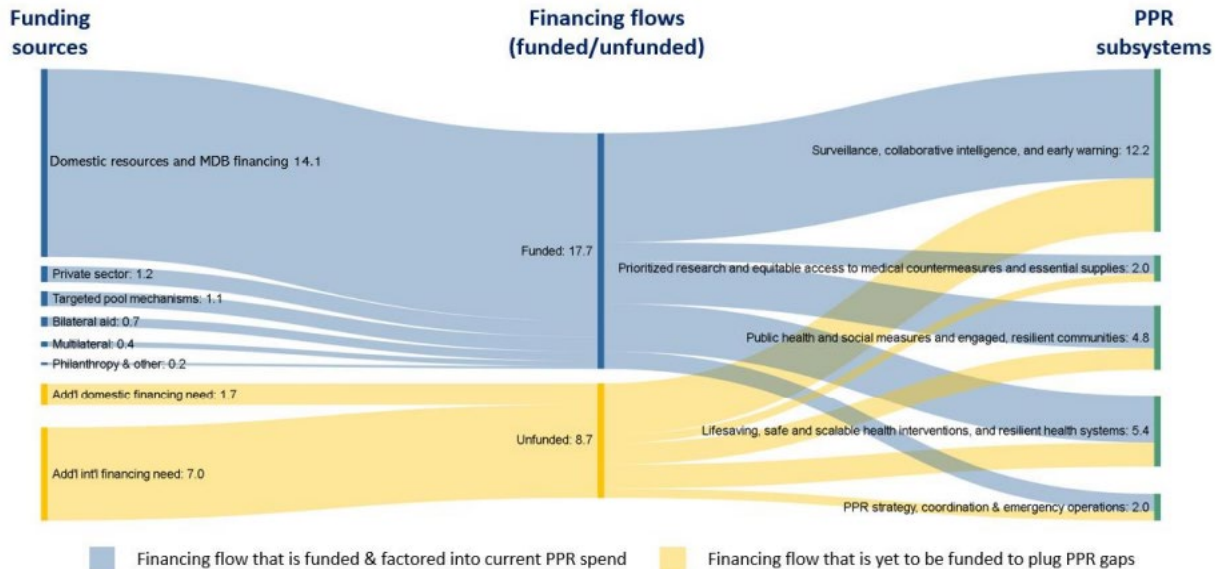 Funding
sources
Financing flows
(funded/unfunded)
PPR
subsystems
Domestic resources and MDB financing 14.1
Private sector: 1.2
Targeted pool mechanisms: 1.1
Bilateral aid: 0.7
Multilateral: 0.4
Philanthropy & other: 0.2
Add'l domestic financing need: 1.7
Add'l int'l financing need: 7.0
Funded: 17.7
Unfunded: 8.7
Surveillance, collaborative intelligence, and early warning: 12.2
Prioritized research and equitable access to medical countermeasures and essential supplies: 2.0
Public health and social measures and engaged, resilient communities: 4.8
Lifesaving, safe and scalable health interventions, and resilient health systems: 5.4
PPR strategy, coordination & emergency operations: 2.0
Financing flow that is funded & factored into current PPR spend
Financing flow that is yet to be funded to plug PPR gaps